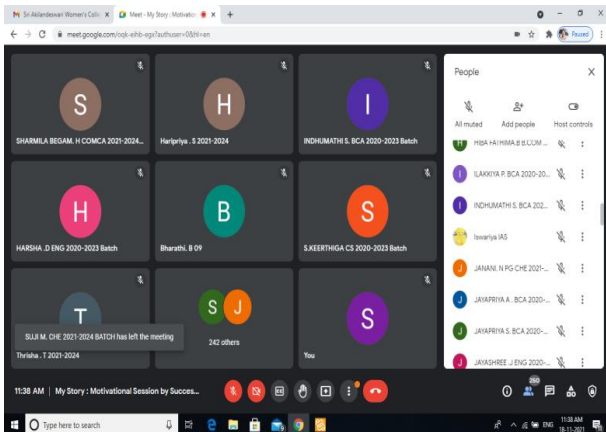 Sri Akilandeswari Women's Colle
Meet - My Story : Motivatio
meet.google.com/oqk-eihb-egx?authuser=0&hl=en
Paused
S
SHARMILA BEGAM. H COMCA 2021-2024...
H
Haripriya . S 2021-2024
I
INDHUMATHI S. BCA 2020-2023 Batch
H
HARSHA .D ENG 2020-2023 Batch
B
Bharathi. B 09
S
S.KEERTHIGA CS 2020-2023 Batch
T
Thrisha . T 2021-2024
S J
242 others
S
You
SUJI M. CHE 2021-2024 BATCH has left the meeting
People
All muted
Add people
Host controls
H HIBA FATHIMA.B B.COM ...
I ILAKKIYA P. BCA 2020-20...
I INDHUMATHI S. BCA 202...
Iswariya IAS
J JANANI. N PG CHE 2021-...
J JAYAPRIYA A . BCA 2020-...
J JAYAPRIYA S. BCA 2020-...
J JAYASHREE .J ENG 2020-...
11:38 AM | My Story : Motivational Session by Succes...
260
Type here to search
ENG
11:38 AM
18-11-2021